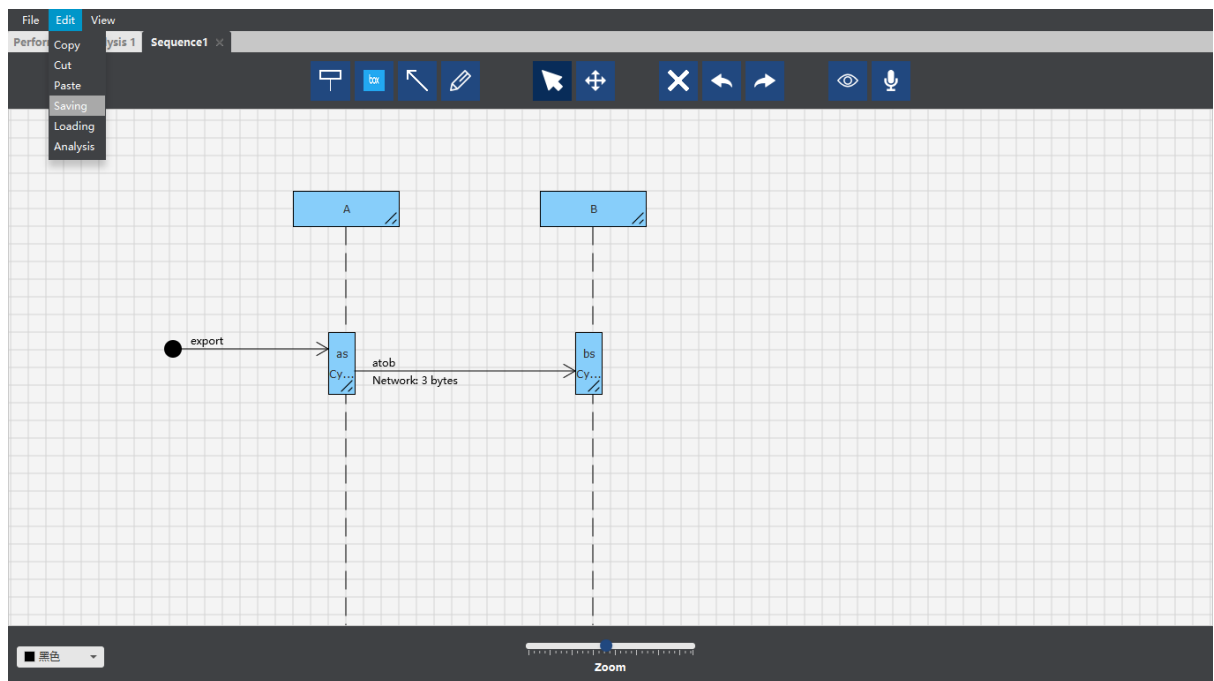 File Edit View
Perfor
ysis 1
Sequence1
Copy
Cut
Paste
Saving
Loading
Analysis
box
A
B
export
as
Cy...
atob
Network: 3 bytes
bs
Cy...
黑色
Zoom